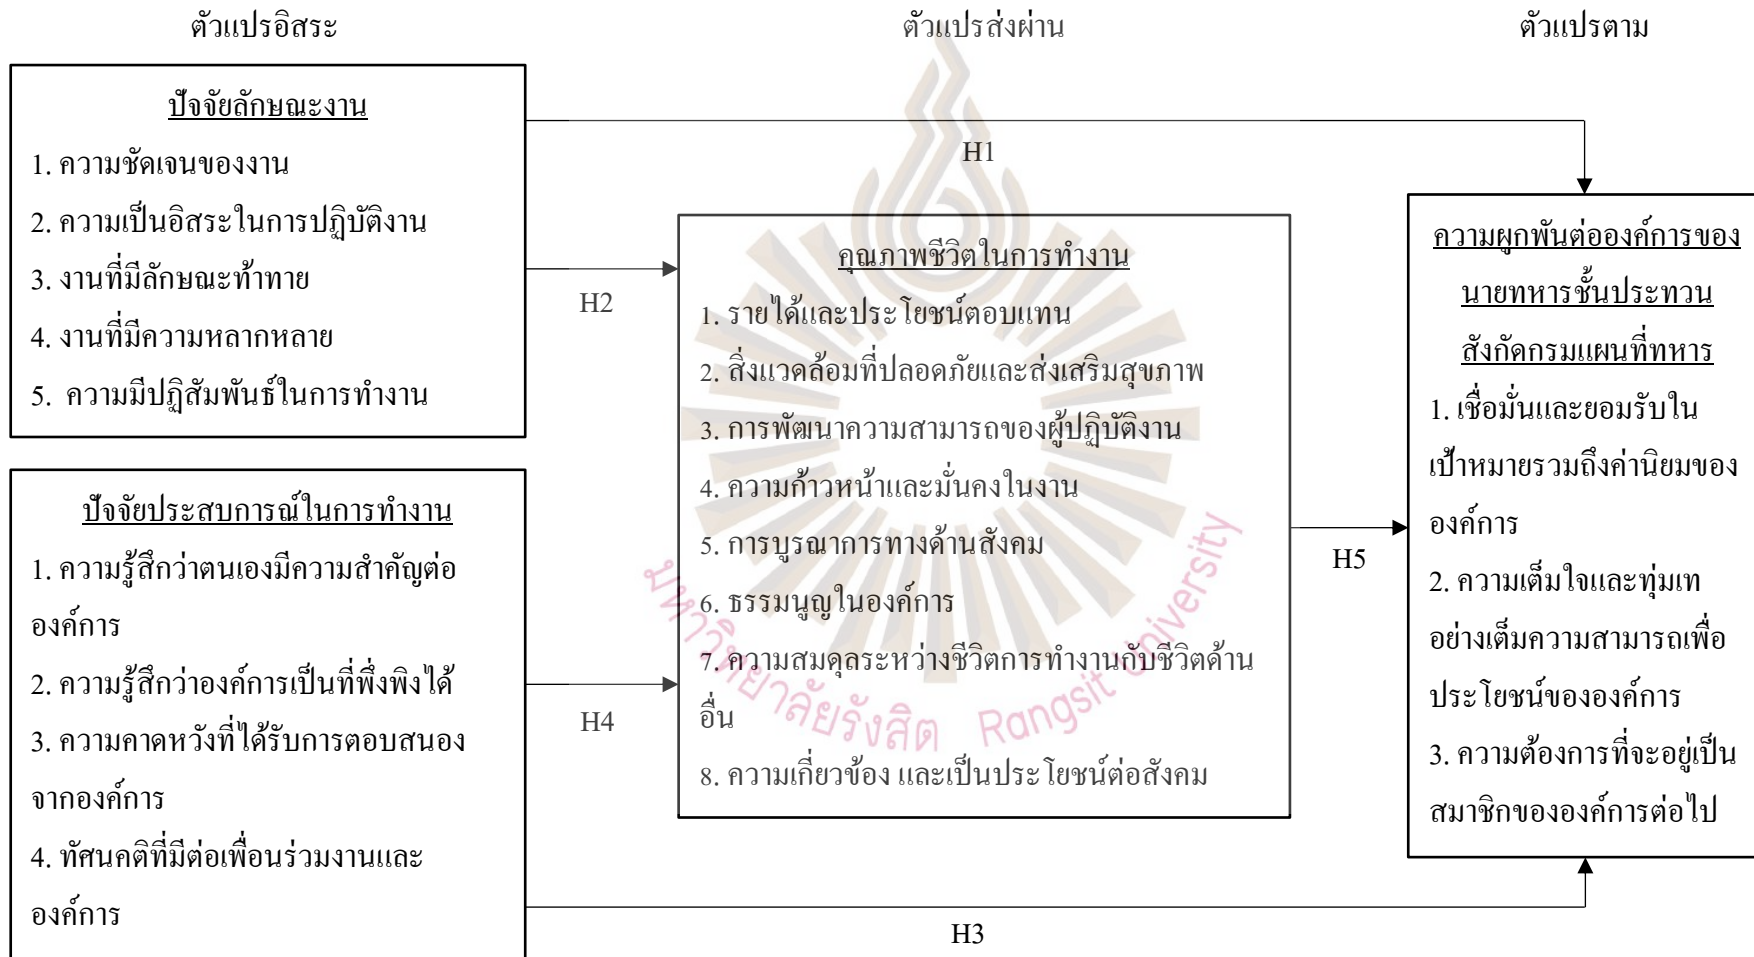 ตัวแปรอิสระ
ตัวแปรส่งผ่าน
ตัวแปรตาม
ปัจจัยลักษณะงาน
1. ความชัดเจนของงาน
2. ความเป็นอิสระในการปฏิบัติงาน
3. งานที่มีลักษณะท้าทาย
4. งานที่มีความหลากหลาย
5. ความมีปฏิสัมพันธ์ในการทำงาน
ปัจจัยประสบการณ์ในการทำงาน
1. ความรู้สึกว่าตนเองมีความสำคัญต่อ
องค์การ
2. ความรู้สึกว่าองค์การเป็นที่พึ่งพิงได้
3. ความคาดหวังที่ได้รับการตอบสนอง
จากองค์การ
4. ทัศนคติที่มีต่อเพื่อนร่วมงานและ
องค์การ
H1
H2
H4
H3
คุณภาพชีวิตในการทำงาน
1. รายได้และประโยชน์ตอบแทน
2. สิ่งแวดล้อมที่ปลอดภัยและส่งเสริมสุขภาพ
3. การพัฒนาความสามารถของผู้ปฏิบัติงาน
4. ความก้าวหน้าและมั่นคงในงาน
5. การบูรณาการทางด้านสังคม
6. ธรรมนูญในองค์การ
7. ความสมดุลระหว่างชีวิตการทำงานกับชีวิตด้าน
อื่น
8. ความเกี่ยวข้อง และเป็นประโยชน์ต่อสังคม
H5
ความผูกพันต่อองค์การของ
นายทหารชั้นประทวน
สังกัดกรมแผนที่ทหาร
1. เชื่อมั่นและยอมรับใน
เป้าหมายรวมถึงค่านิยมของ
องค์การ
2. ความเต็มใจและทุ่มเท
อย่างเต็มความสามารถเพื่อ
ประโยชน์ขององค์การ
3. ความต้องการที่จะอยู่เป็น
สมาชิกขององค์การต่อไป
มหาวิทยาลัยรังสิต Rangsit University